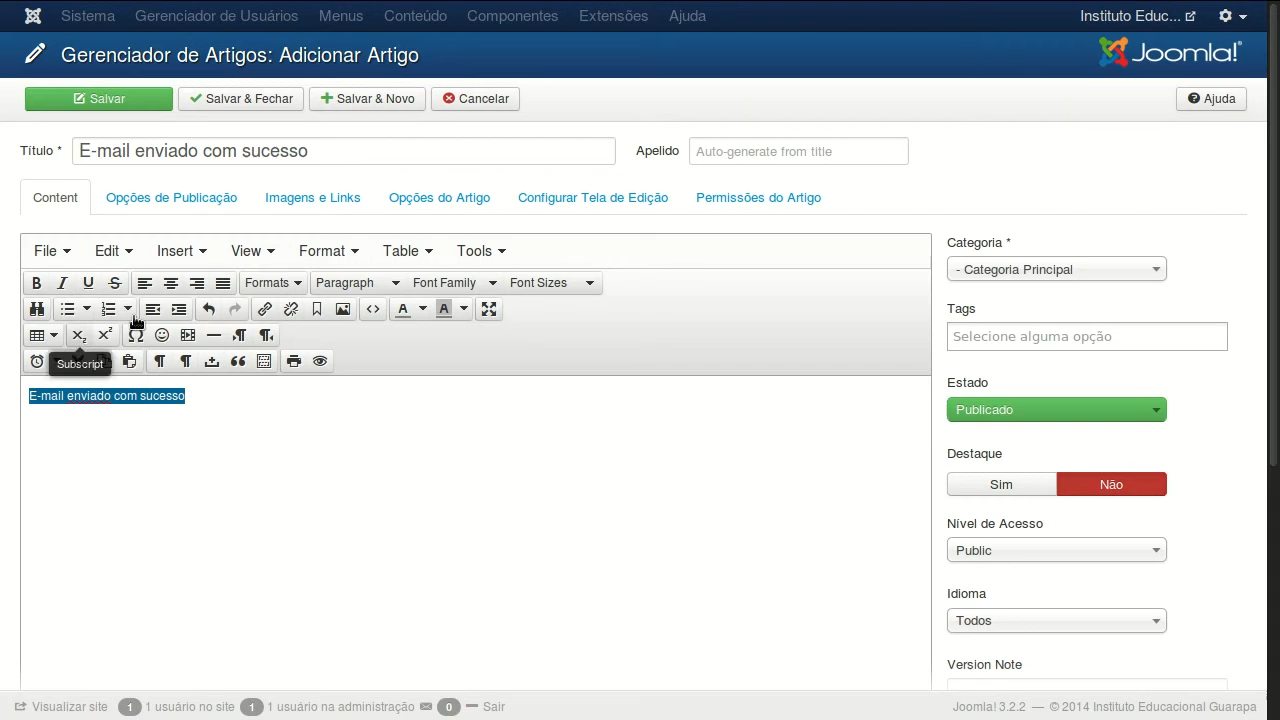 Sistema Gerenciador de Usuários Menus Conteúdo Componentes Extensões Ajuda Instituto Educ...
Gerenciador de Artigos: Adicionar Artigo Joomla!
Salvar Salvar & Fechar Salvar & Novo Cancelar Ajuda
Título * E-mail enviado com sucesso Apelido Auto-generate from title
Content Opções de Publicação Imagens e Links Opções do Artigo Configurar Tela de Edição Permissões do Artigo
File Edit Insert View Format Table Tools
Formats Paragraph Font Family Font Sizes
Subscript
E-mail enviado com sucesso
Categoria *
- Categoria Principal
Tags
Selecione alguma opção
Estado
Publicado
Destaque
Sim Não
Nível de Acesso
Public
Idioma
Todos
Version Note
Visualizar site 1 1 usuário no site 1 1 usuário na administração 0 Sair Joomla! 3.2.2 — © 2014 Instituto Educacional Guarapa